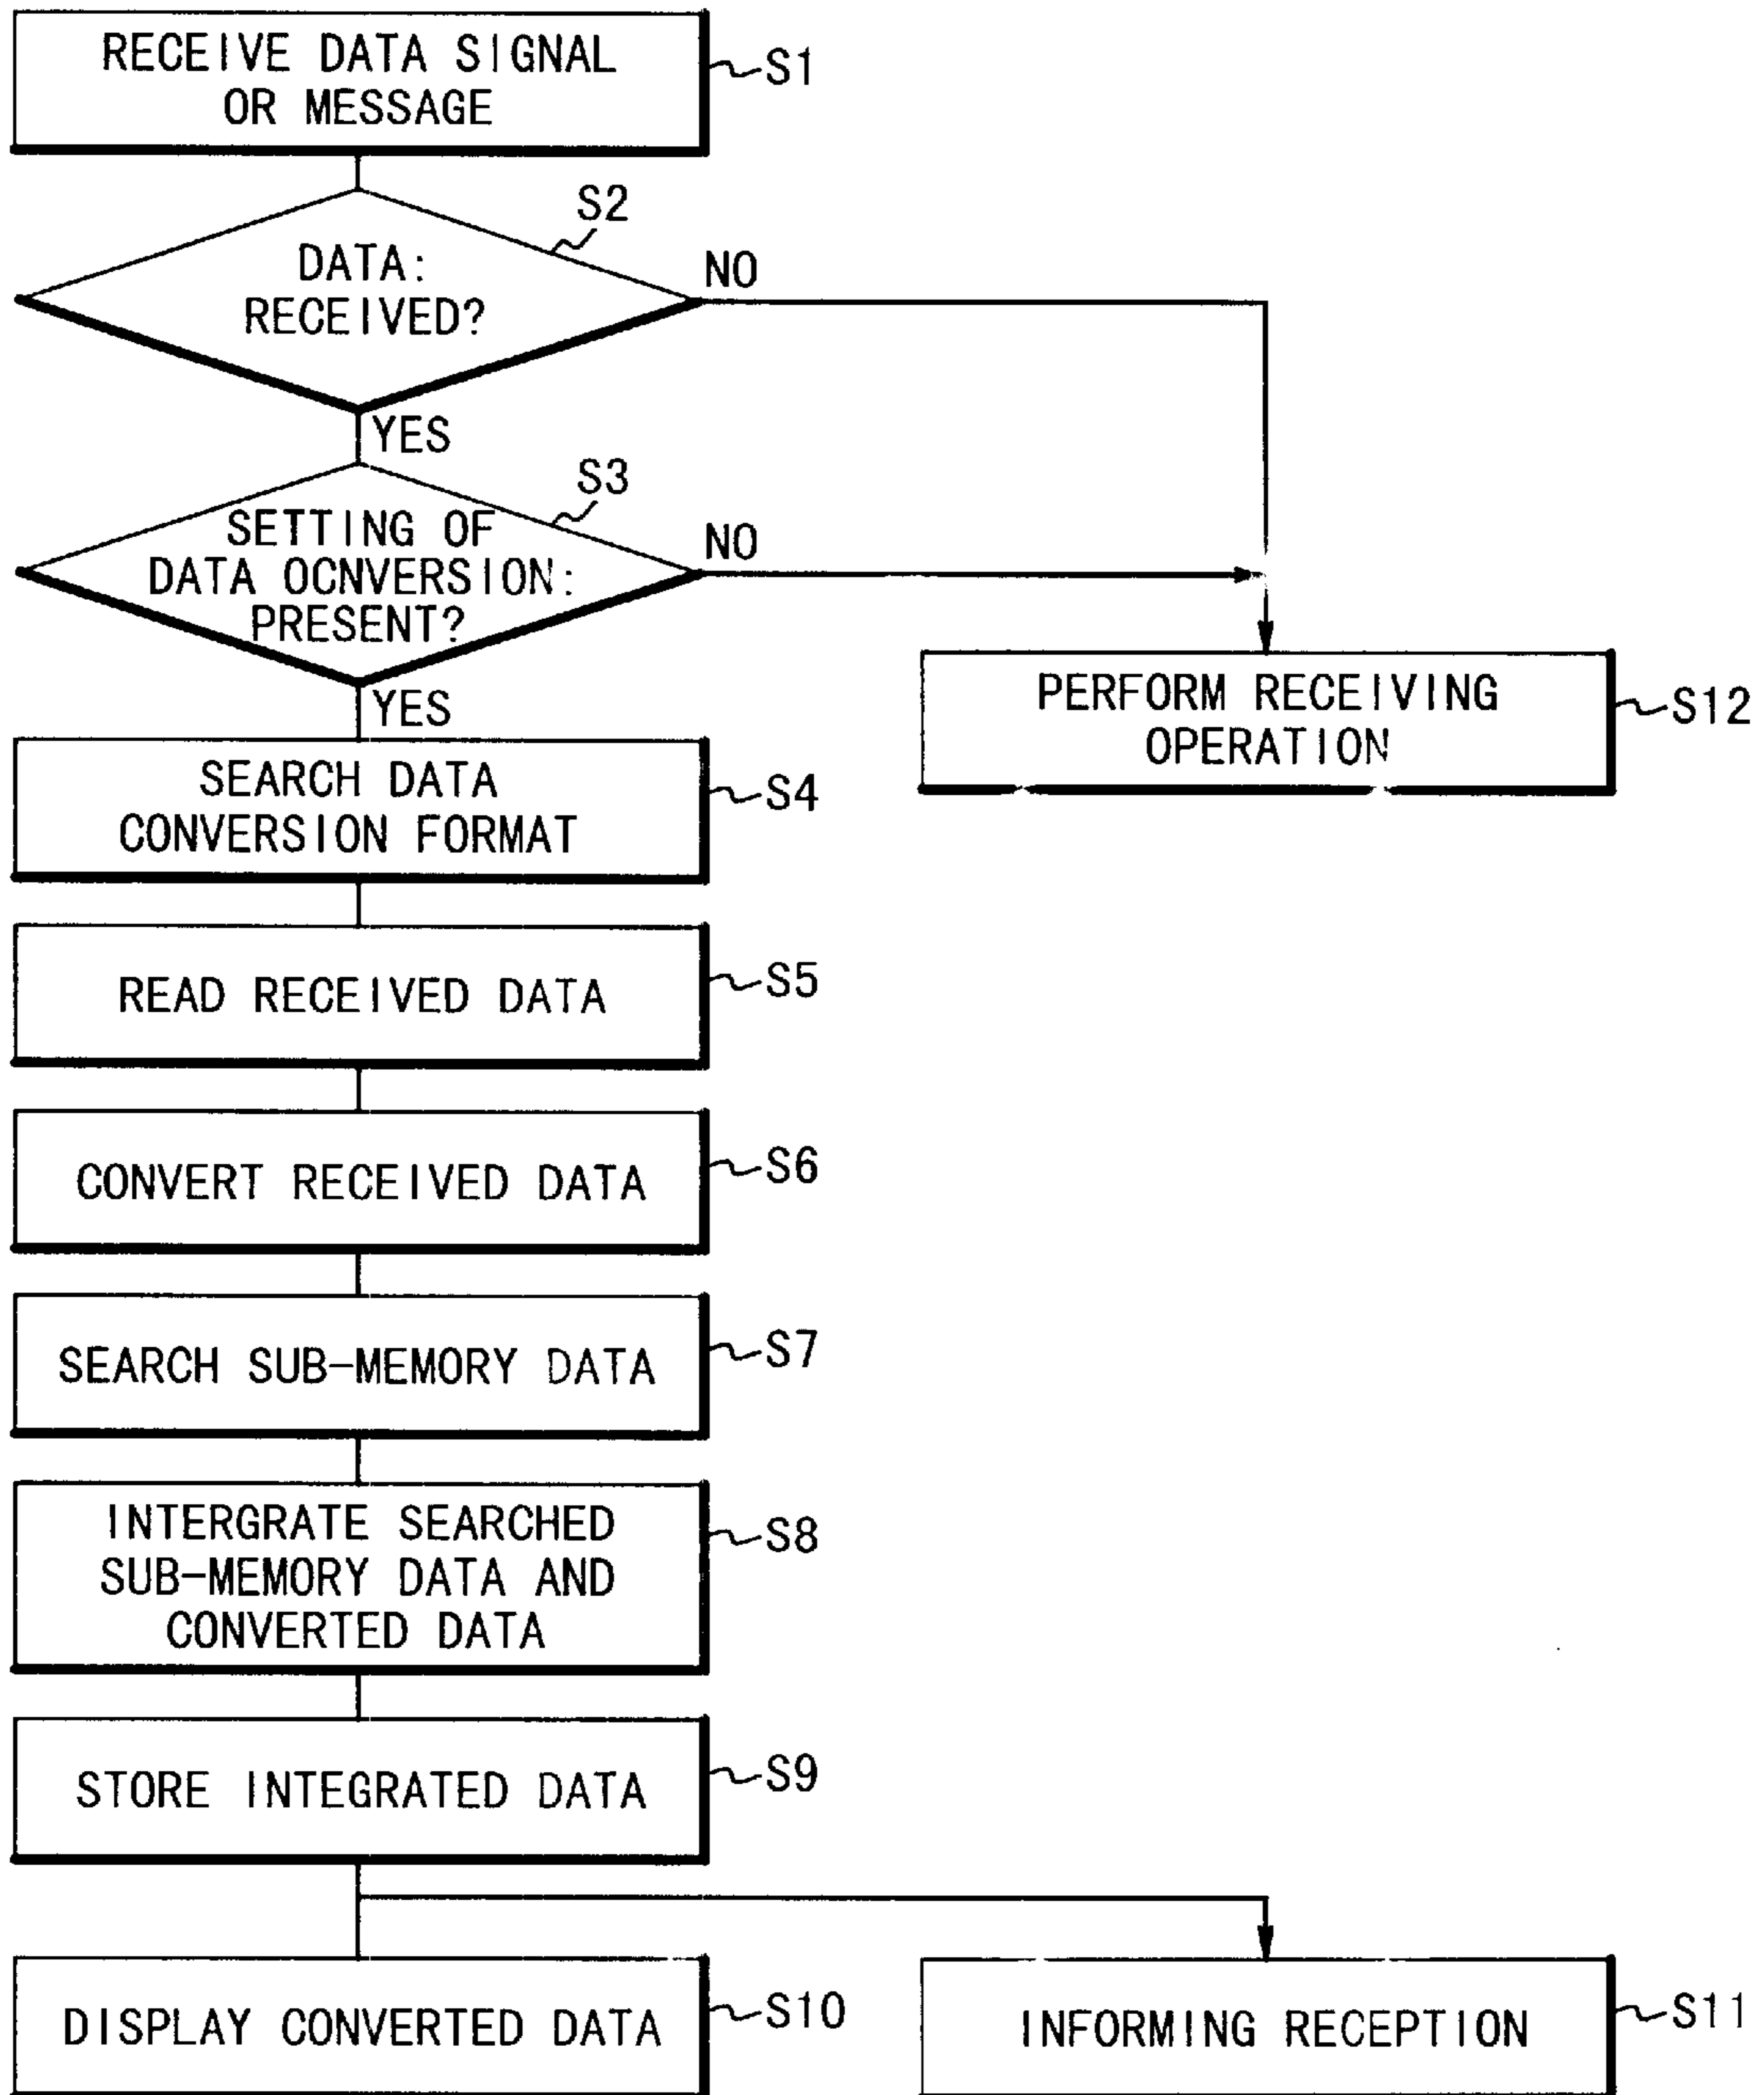 RECEIVE DATA SIGNAL
OR MESSAGE
S1
S2
DATA:
RECEIVED?
NO
YES
S3
SETTING OF
DATA OCNVERSION:
PRESENT?
NO
YES
PERFORM RECEIVING
OPERATION
S12
SEARCH DATA
CONVERSION FORMAT
S4
READ RECEIVED DATA
S5
CONVERT RECEIVED DATA
S6
SEARCH SUB-MEMORY DATA
S7
INTERGRATE SEARCHED
SUB-MEMORY DATA AND
CONVERTED DATA
S8
STORE INTEGRATED DATA
S9
DISPLAY CONVERTED DATA
S10
INFORMING RECEPTION
S11